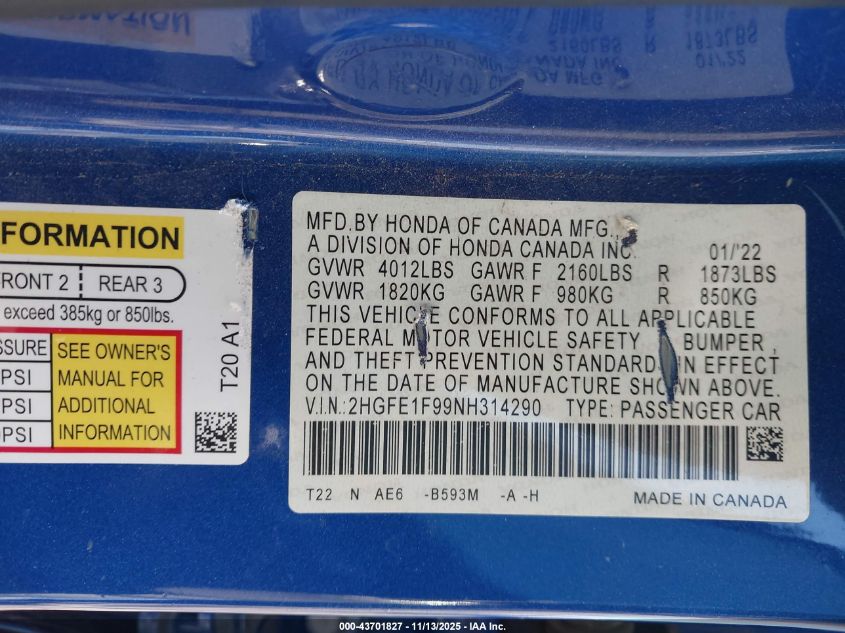 FORMATION
FRONT 2 REAR 3
exceed 385kg or 850lbs.
SSURE SEE OWNER'S
PSI MANUAL FOR
PSI ADDITIONAL
PSI INFORMATION
T20 A1
MFD.BY HONDA OF CANADA MFG.,
A DIVISION OF HONDA CANADA INC. 01/'22
GVWR 4012LBS GAWR F 2160LBS R 1873LBS
GVWR 1820KG GAWR F 980KG R 850KG
THIS VEHICLE CONFORMS TO ALL APPLICABLE
FEDERAL MOTOR VEHICLE SAFETY BUMPER,
AND THEFT PREVENTION STANDARD IN EFFECT
ON THE DATE OF MANUFACTURE SHOWN ABOVE.
V.I.N.:2HGFE1F99NH314290 TYPE: PASSENGER CAR
T22 N AE6 -B593M -A -H MADE IN CANADA
000-43701827 - 11/13/2025 - IAA Inc.